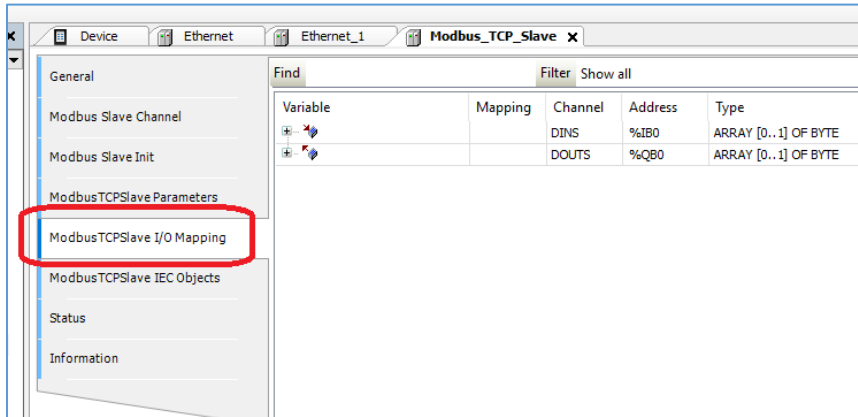 Device Ethernet Ethernet_1 Modbus_TCP_Slave X
General
Modbus Slave Channel
Modbus Slave Init
ModbusTCPSlave Parameters
ModbusTCPSlave I/O Mapping
ModbusTCPSlave IEC Objects
Status
Information
Find Filter Show all
Variable Mapping Channel Address Type
DINS %IB0 ARRAY [0..1] OF BYTE
DOUTS %QB0 ARRAY [0..1] OF BYTE